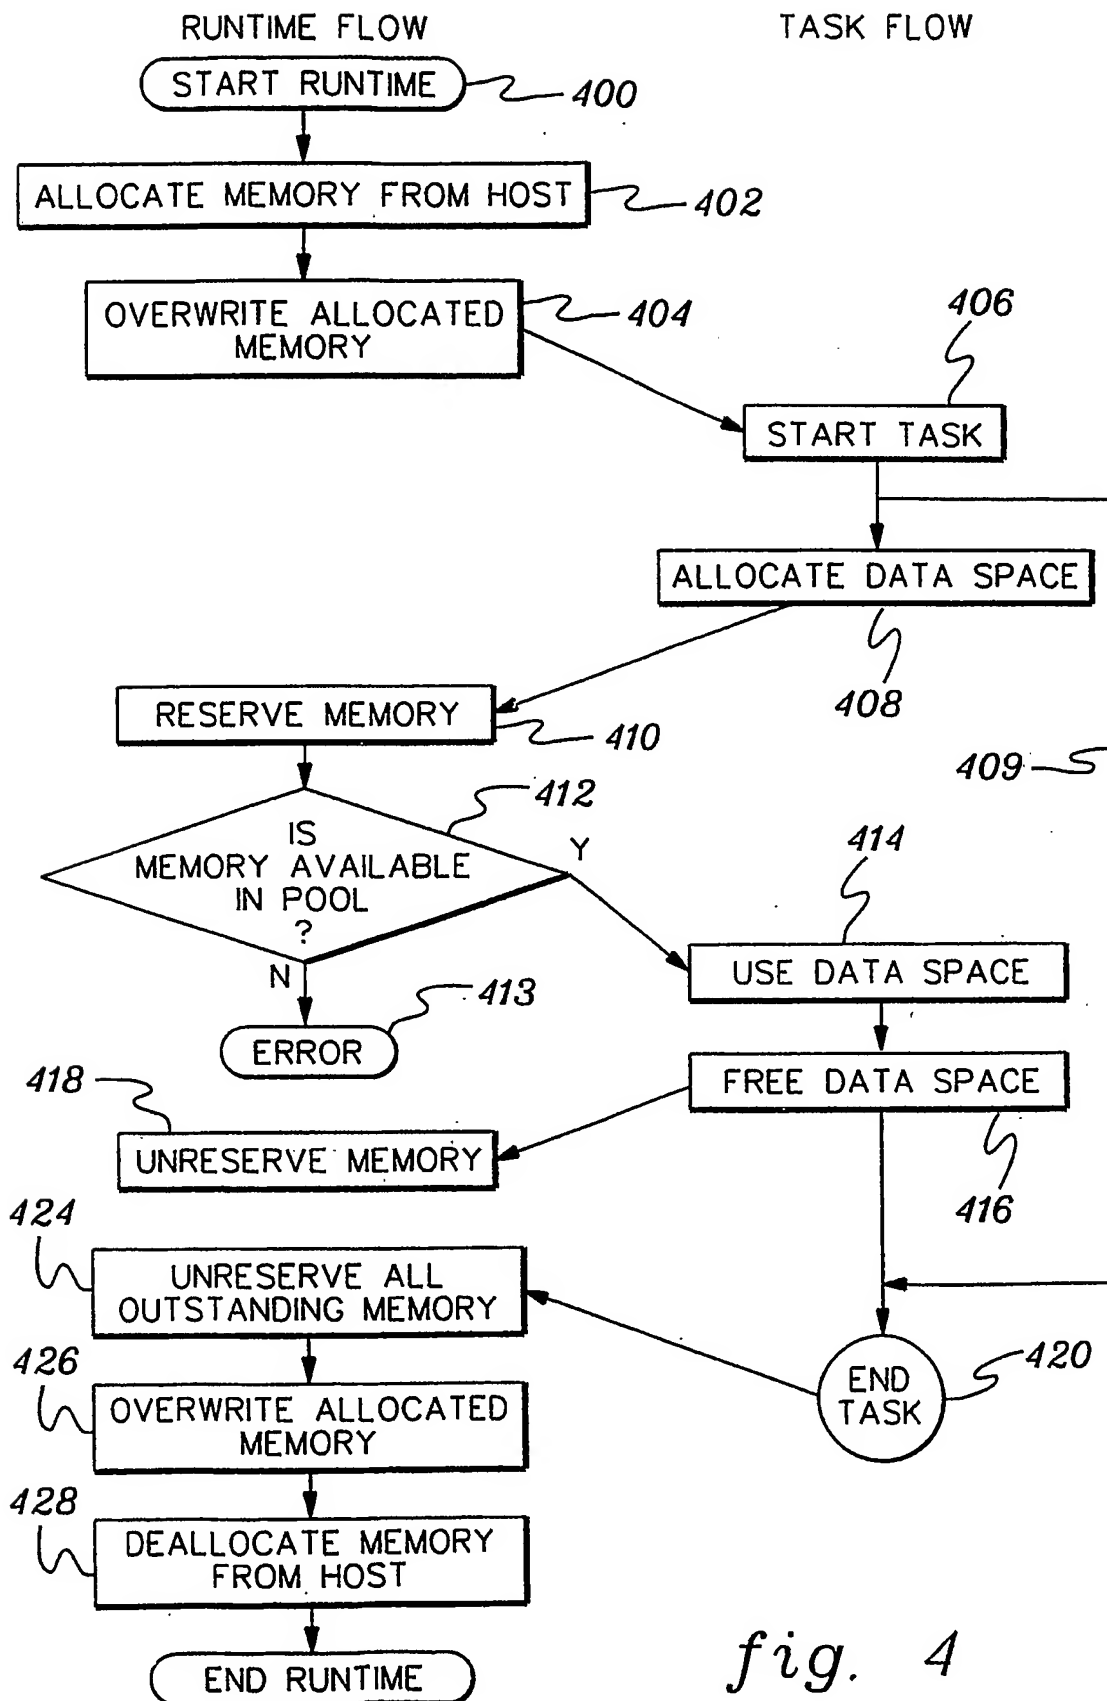 RUNTIME FLOW
TASK FLOW
START RUNTIME
400
ALLOCATE MEMORY FROM HOST
402
OVERWRITE ALLOCATED
MEMORY
404
406
START TASK
ALLOCATE DATA SPACE
408
RESERVE MEMORY
410
409
412
IS
MEMORY AVAILABLE
IN POOL
?
Y
N
414
USE DATA SPACE
413
ERROR
FREE DATA SPACE
416
418
UNRESERVE MEMORY
424
UNRESERVE ALL
OUTSTANDING MEMORY
420
END
TASK
426
OVERWRITE ALLOCATED
MEMORY
428
DEALLOCATE MEMORY
FROM HOST
END RUNTIME
fig. 4